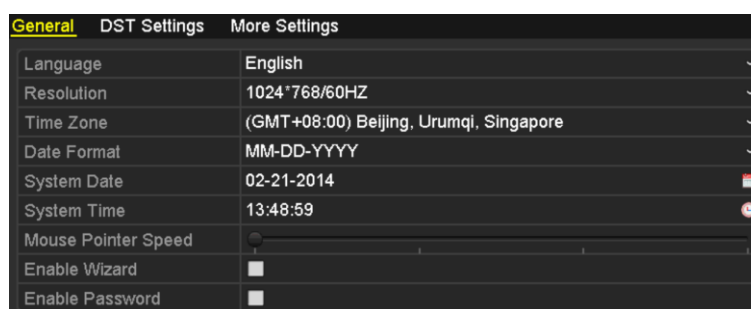 General DST Settings More Settings
Language English
Resolution 1024*768/60HZ
Time Zone (GMT+08:00) Beijing, Urumqi, Singapore
Date Format MM-DD-YYYY
System Date 02-21-2014
System Time 13:48:59
Mouse Pointer Speed
Enable Wizard
Enable Password